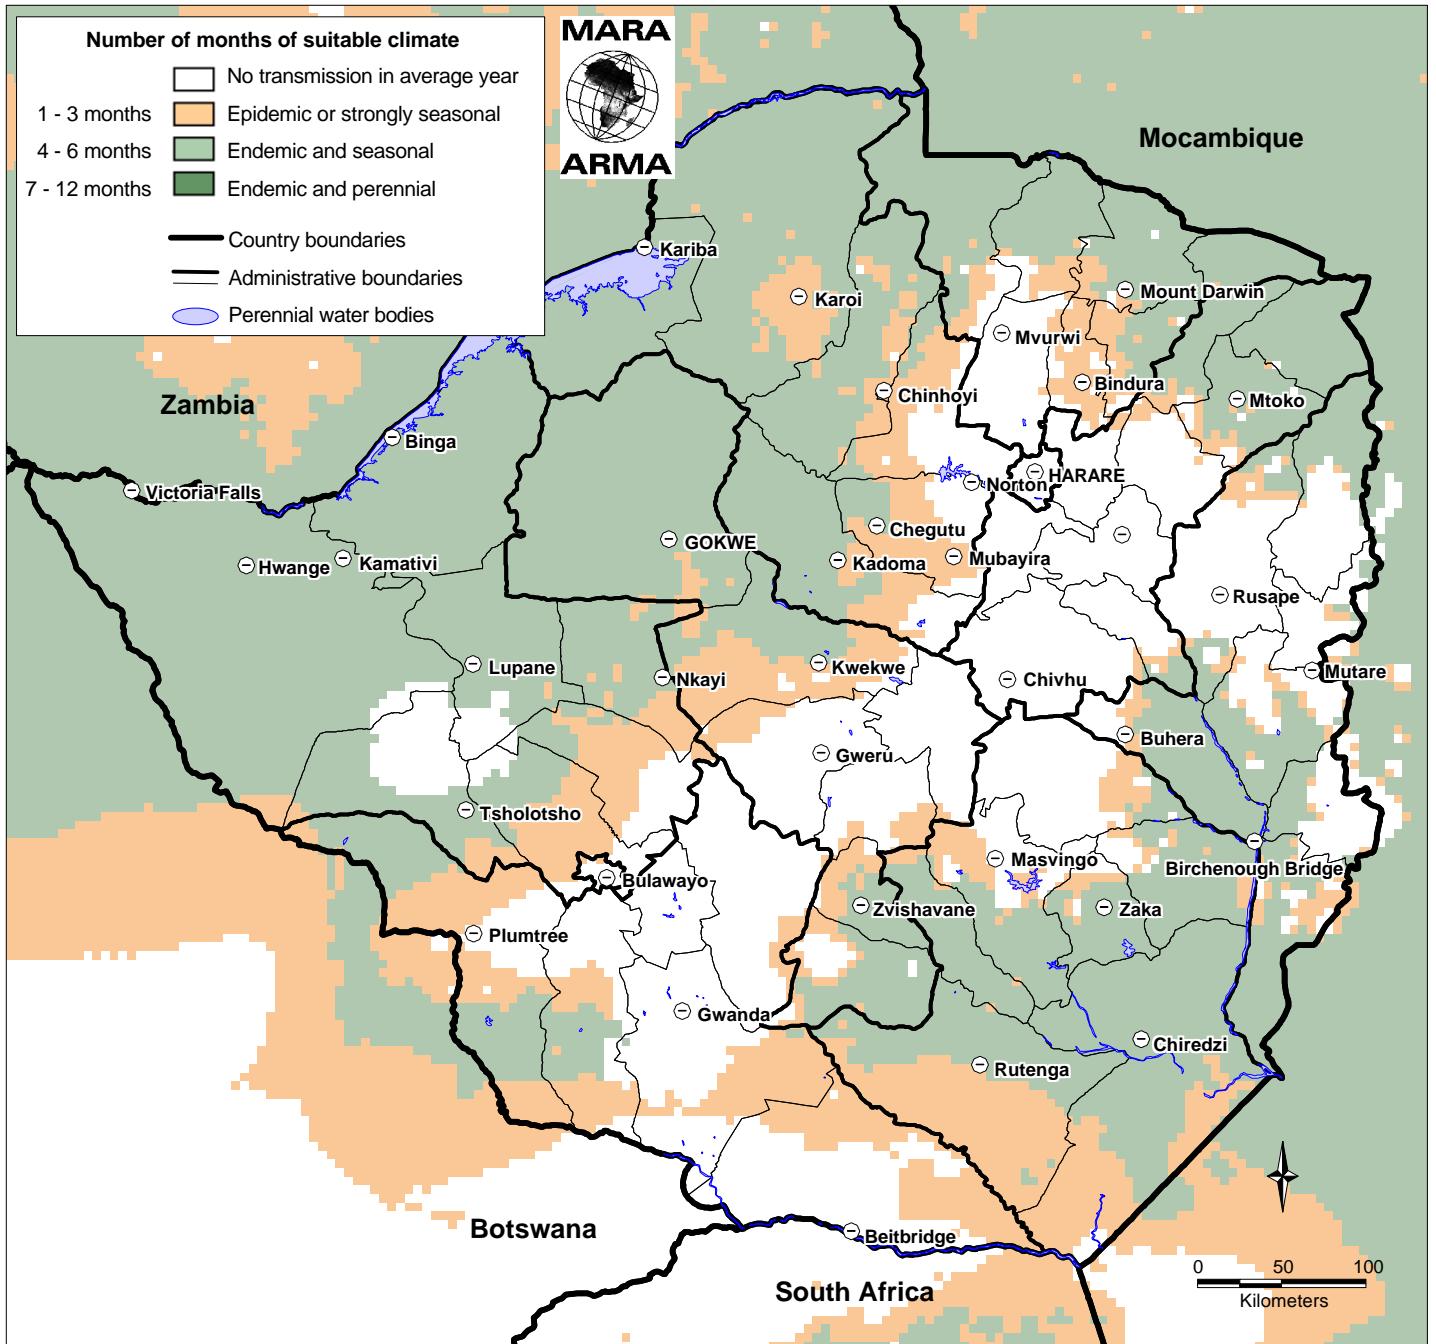 Number of months of suitable climate
No transmission in average year
1 - 3 months Epidemic or strongly seasonal
4 - 6 months Endemic and seasonal
7 - 12 months Endemic and perennial
Country boundaries
Administrative boundaries
Perennial water bodies
MARA
ARMA
Mocambique
Kariba
Karoi
Mount Darwin
Mvurwi
Bindura
Chinhoyi
Mtoko
Zambia
Binga
HARARE
Norton
Victoria Falls
Chegutu
GOKWE
Hwange
Kamativi
Kadoma
Mubayira
Rusape
Lupane
Kwekwe
Nkayi
Chivhu
Mutare
Buhera
Gweru
Tsholotsho
Masvingo
Birchenough Bridge
Bulawayo
Zvishavane
Zaka
Plumtree
Gwanda
Chiredzi
Rutenga
Botswana
Beitbridge
South Africa
0 50 100
Kilometers